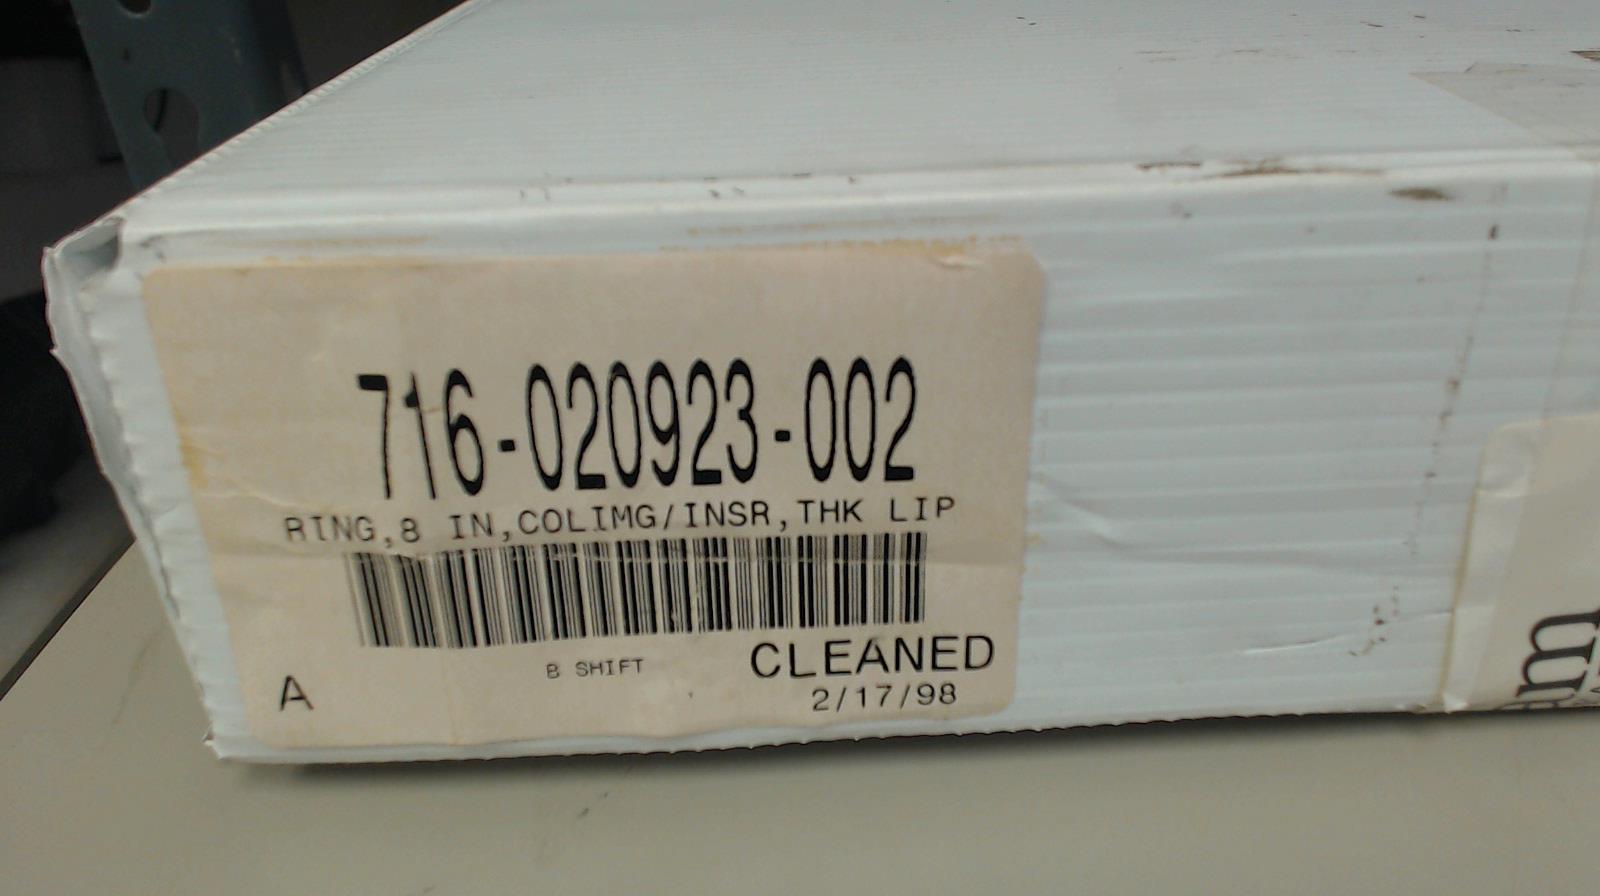 716-020923-002
RING,8 IN,COLIMG/INSR,THK LIP
B SHIFT
CLEANED
A
2/17/98